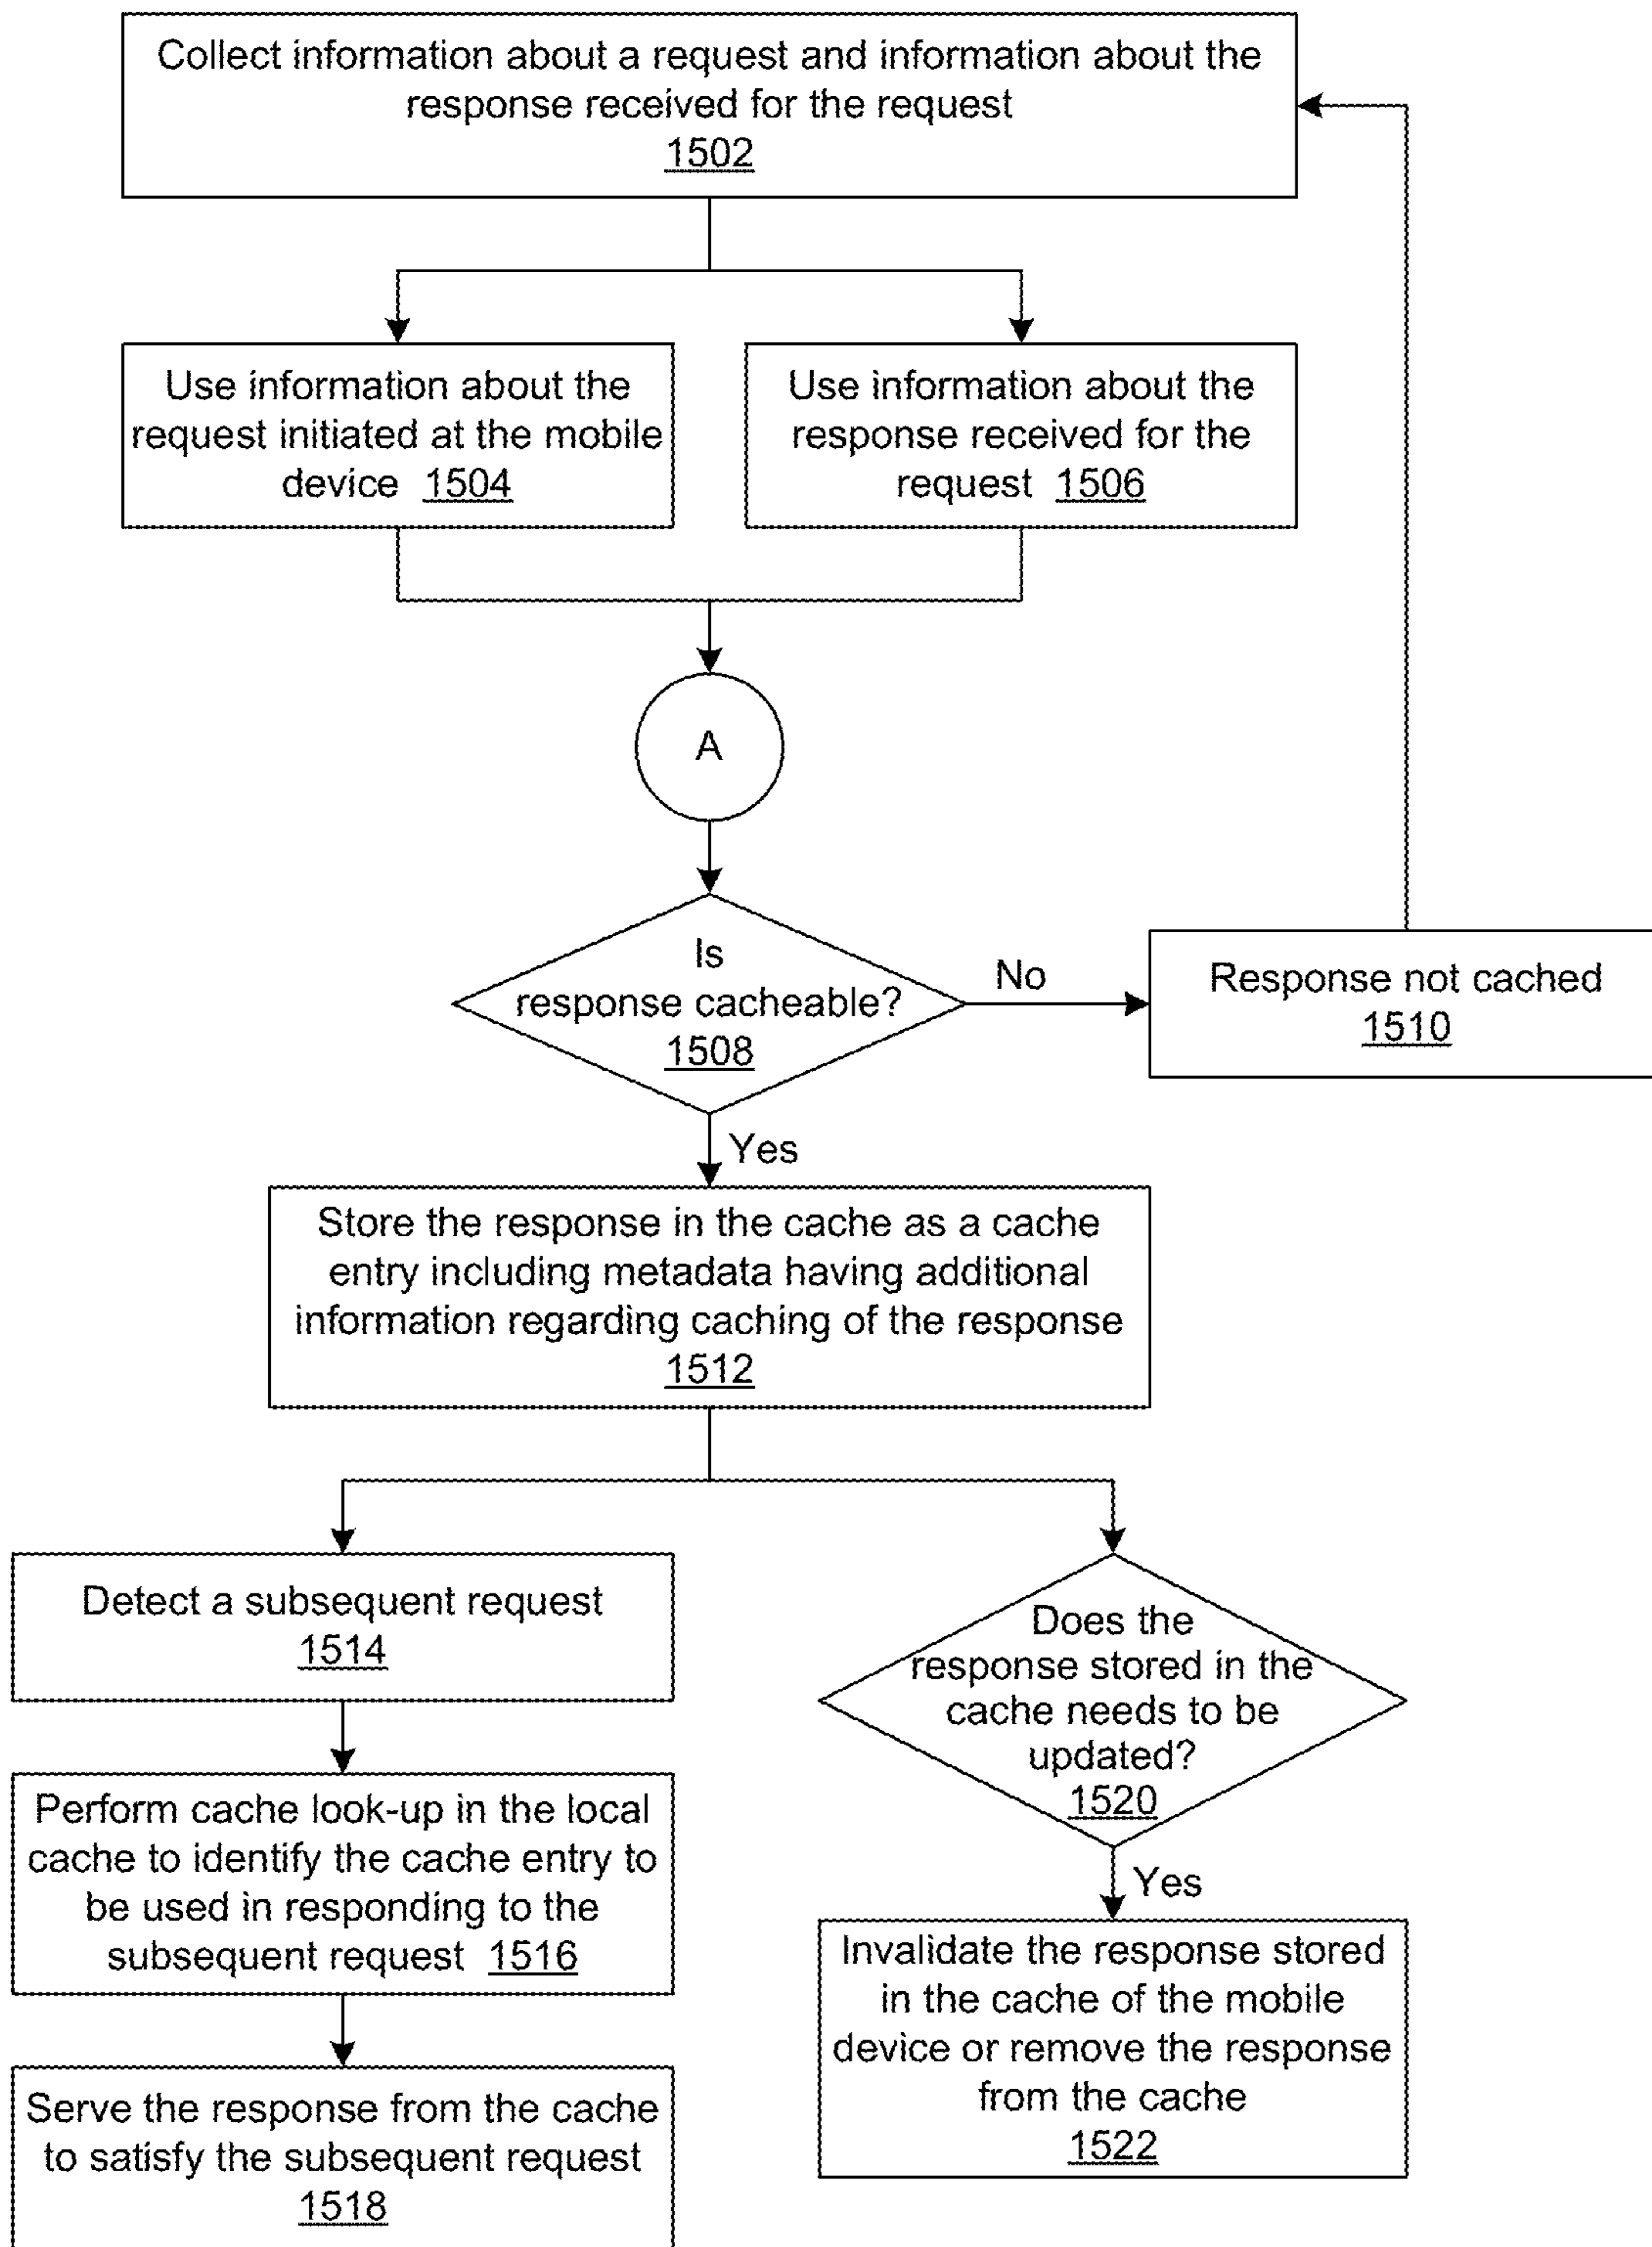 Collect information about a request and information about the
response received for the request
1502
Use information about the
request initiated at the mobile
device 1504
Use information about the
response received for the
request 1506
A
Is
response cacheable?
1508
No
Response not cached
1510
Yes
Store the response in the cache as a cache
entry including metadata having additional
information regarding caching of the response
1512
Detect a subsequent request
1514
Perform cache look-up in the local
cache to identify the cache entry to
be used in responding to the
subsequent request 1516
Serve the response from the cache
to satisfy the subsequent request
1518
Does the
response stored in the
cache needs to be
updated?
1520
Yes
Invalidate the response stored
in the cache of the mobile
device or remove the response
from the cache
1522